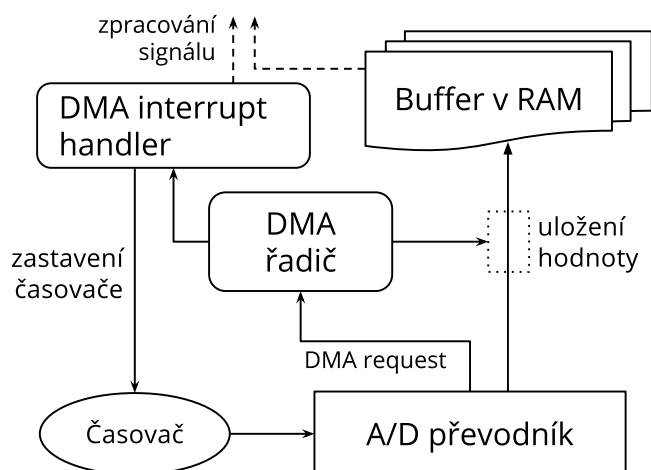 zpracování
signálu
DMA interrupt
handler
Buffer v RAM
DMA
řadič
uložení
hodnoty
zastavení
časovače
DMA request
Časovač
A/D převodník